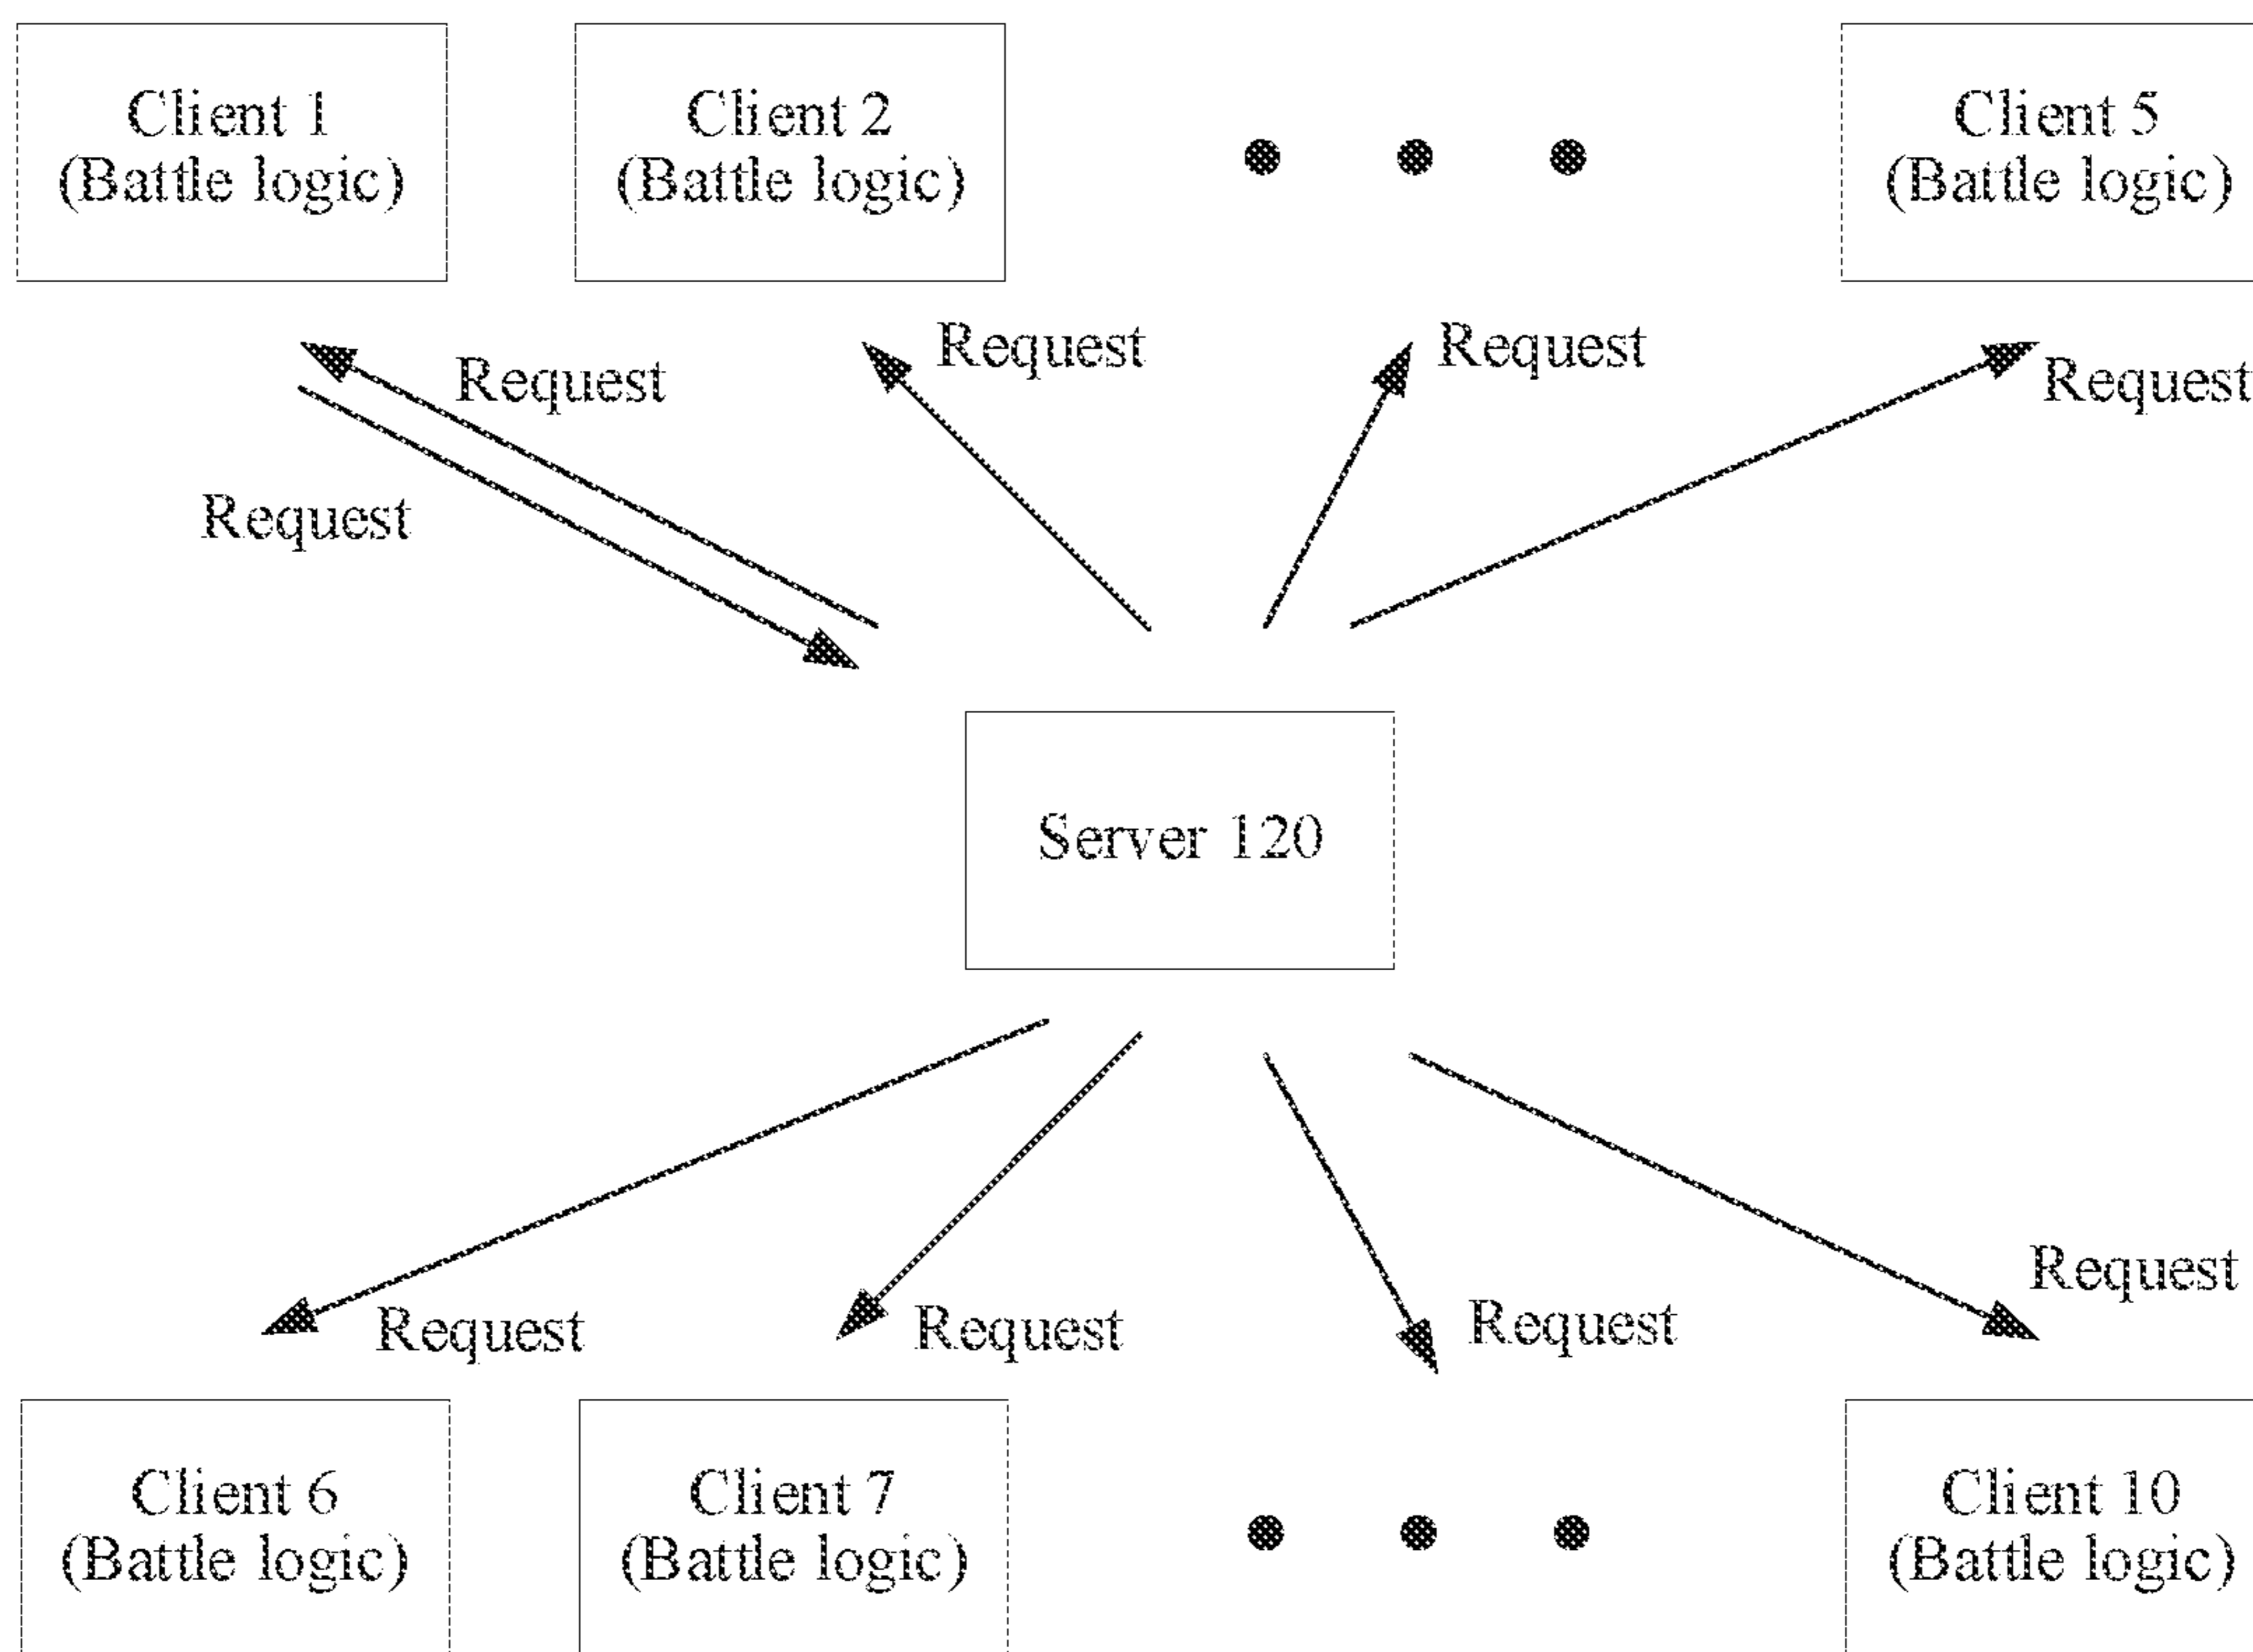 Client 1
(Battle logic)
Client 2
(Battle logic)
Client 5
(Battle logic)
Request
Request
Request
Request
Request
Server 120
Request
Request
Request
Request
Client 6
(Battle logic)
Client 7
(Battle logic)
Client 10
(Battle logic)